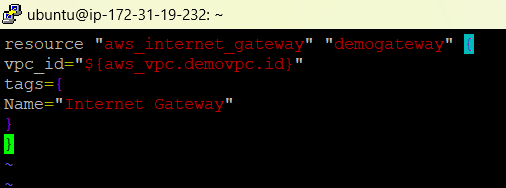 ubuntu@ip-172-31-19-232: ~
resource "aws_internet_gateway" "demogateway" {
vpc_id="${aws_vpc.demovpc.id}"
tags={
Name="Internet Gateway"
}
}
~
~